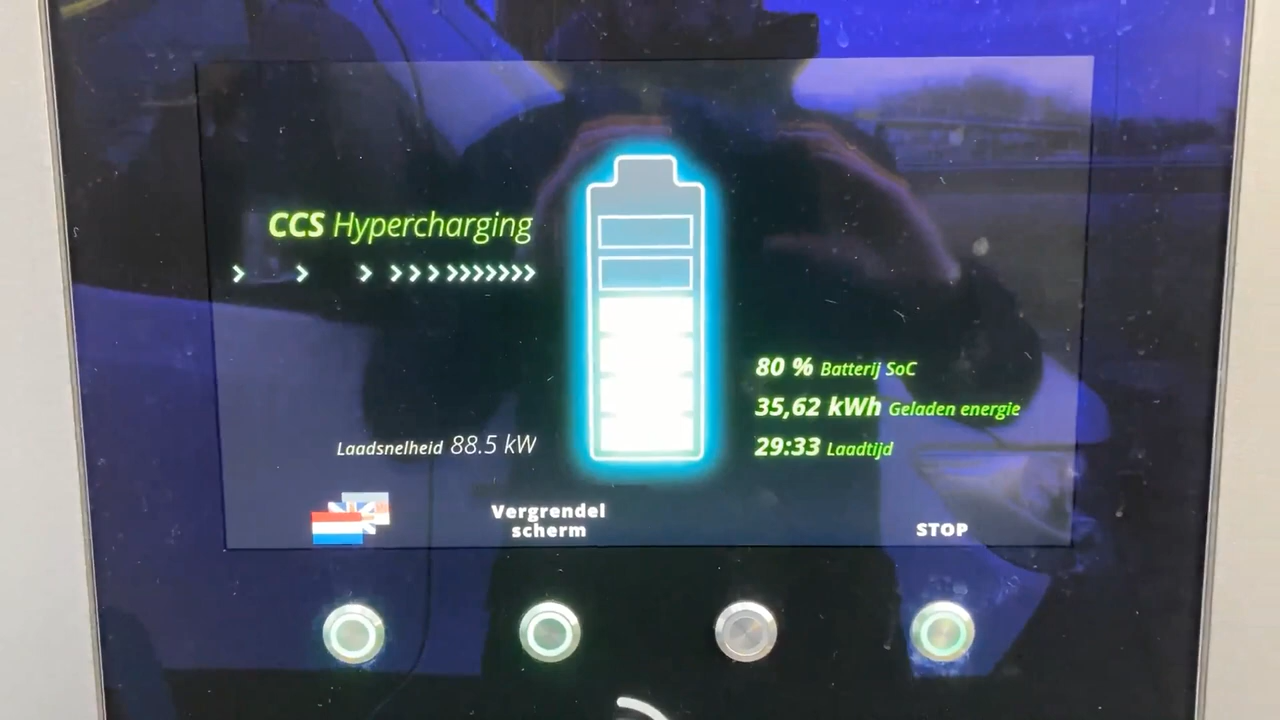 CCS Hypercharging
80 % Batterij SoC
35,62 kWh Geladen energie
Laadsnelheid 88.5 kW
29:33 Laadtijd
Vergrendel
scherm
STOP